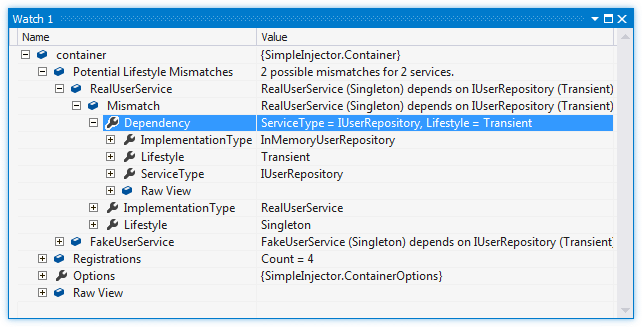 Watch 1
Name Value
container {SimpleInjector.Container}
Potential Lifestyle Mismatches 2 possible mismatches for 2 services.
RealUserService RealUserService (Singleton) depends on IUserRepository (Transient)
Mismatch RealUserService (Singleton) depends on IUserRepository (Transient)
Dependency ServiceType = IUserRepository, Lifestyle = Transient
ImplementationType InMemoryUserRepository
Lifestyle Transient
ServiceType IUserRepository
Raw View
ImplementationType RealUserService
Lifestyle Singleton
FakeUserService FakeUserService (Singleton) depends on IUserRepository (Transient)
Registrations Count = 4
Options {SimpleInjector.ContainerOptions}
Raw View